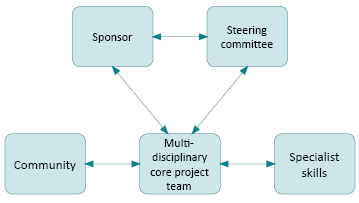 Sponsor
Steering
committee
Community
Multi-
disciplinary
core project
team
Specialist
skills